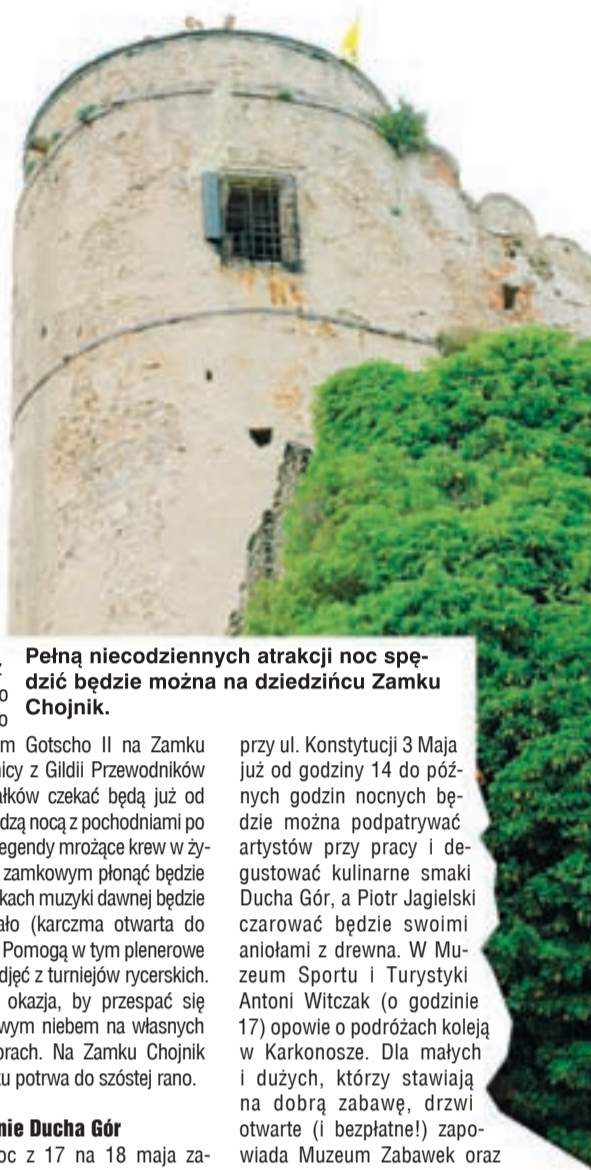 Pełną niecodziennych atrakcji noc spę-
dzić będzie można na dziedzińcu Zamku
Chojnik.
o
o
m Gotscho II na Zamku
nicy z Gildii Przewodników
ałków czekać będą już od
dzą nocą z pochodniami po
egendy mrożące krew w ży-
zamkowym płonąć będzie
kach muzyki dawnej będzie
ało (karczma otwarta do
Pomogą w tym plenerowe
djęć z turniejów rycerskich.
okazja, by przespać się
wym niebem na własnych
orach. Na Zamku Chojnik
ku potrwa do szóstej rano.
nie Ducha Gór
oc z 17 na 18 maja za-
przy ul. Konstytucji 3 Maja
już od godziny 14 do póź-
nych godzin nocnych bę-
dzie można podpatrywać
artystów przy pracy i de-
gustować kulinarne smaki
Ducha Gór, a Piotr Jagielski
czarować będzie swoimi
aniołami z drewna. W Mu-
zeum Sportu i Turystyki
Antoni Witczak (o godzinie
17) opowie o podróżach koleją
w Karkonosze. Dla małych
i dużych, którzy stawiają
na dobrą zabawę, drzwi
otwarte (i bezpłatne!) zapo-
wiada Muzeum Zabawek oraz